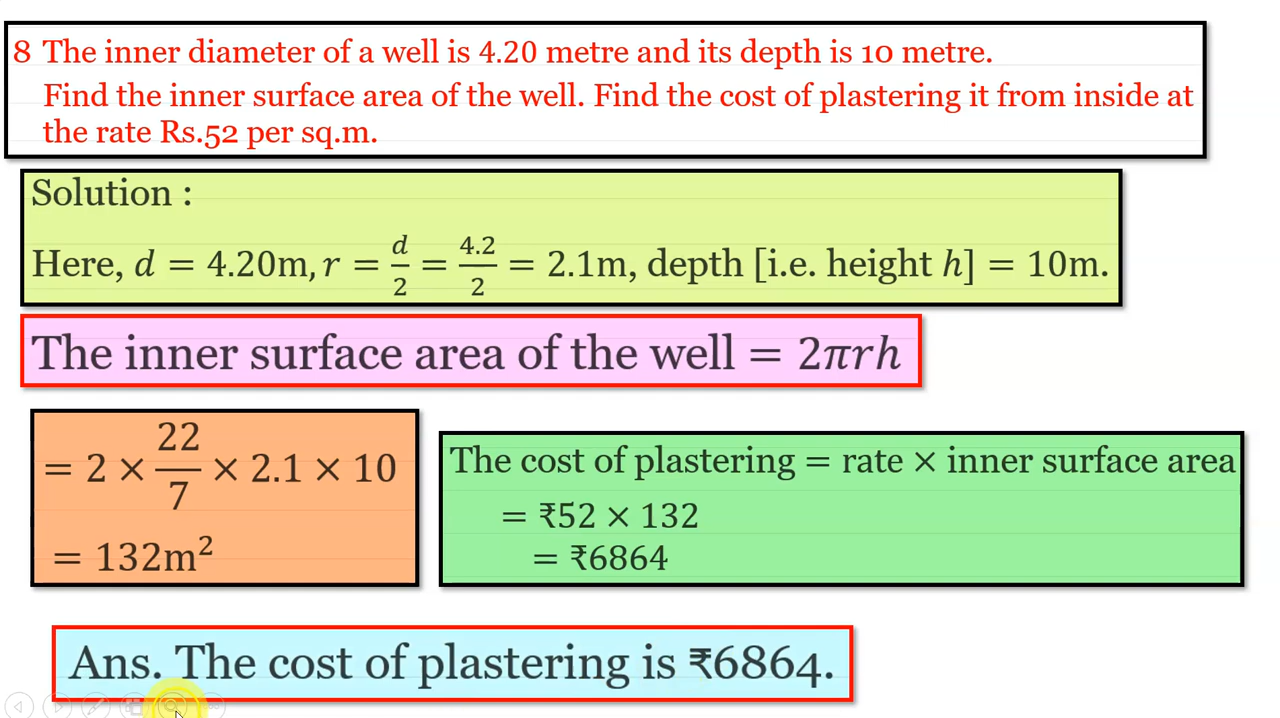 8 The inner diameter of a well is 4.20 metre and its depth is 10 metre.
Find the inner surface area of the well. Find the cost of plastering it from inside at
the rate Rs.52 per sq.m.
Solution :
Here, d = 4.20m, r = d/2 = 4.2/2 = 2.1m, depth [i.e. height h] = 10m.
The inner surface area of the well = 2πrh
= 2 × 22/7 × 2.1 × 10
= 132m²
The cost of plastering = rate × inner surface area
= ₹52 × 132
= ₹6864
Ans. The cost of plastering is ₹6864.